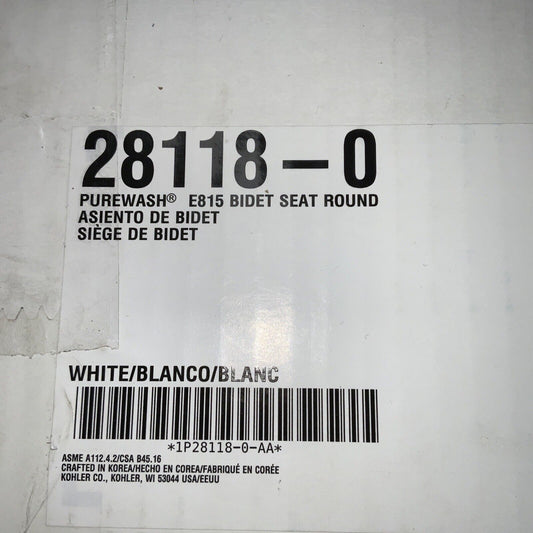 28118-0
PUREWASH® E815 BIDET SEAT ROUND
ASIENTO DE BIDET
SIÈGE DE BIDET
WHITE/BLANCO/BLANC
*1P28118-0-AA*
ASME A112.4.2/CSA B45.16
CRAFTED IN KOREA/HECHO EN COREA/FABRIQUÉ EN CORÉE
KOHLER CO., KOHLER, WI 53044 USA/EEUU